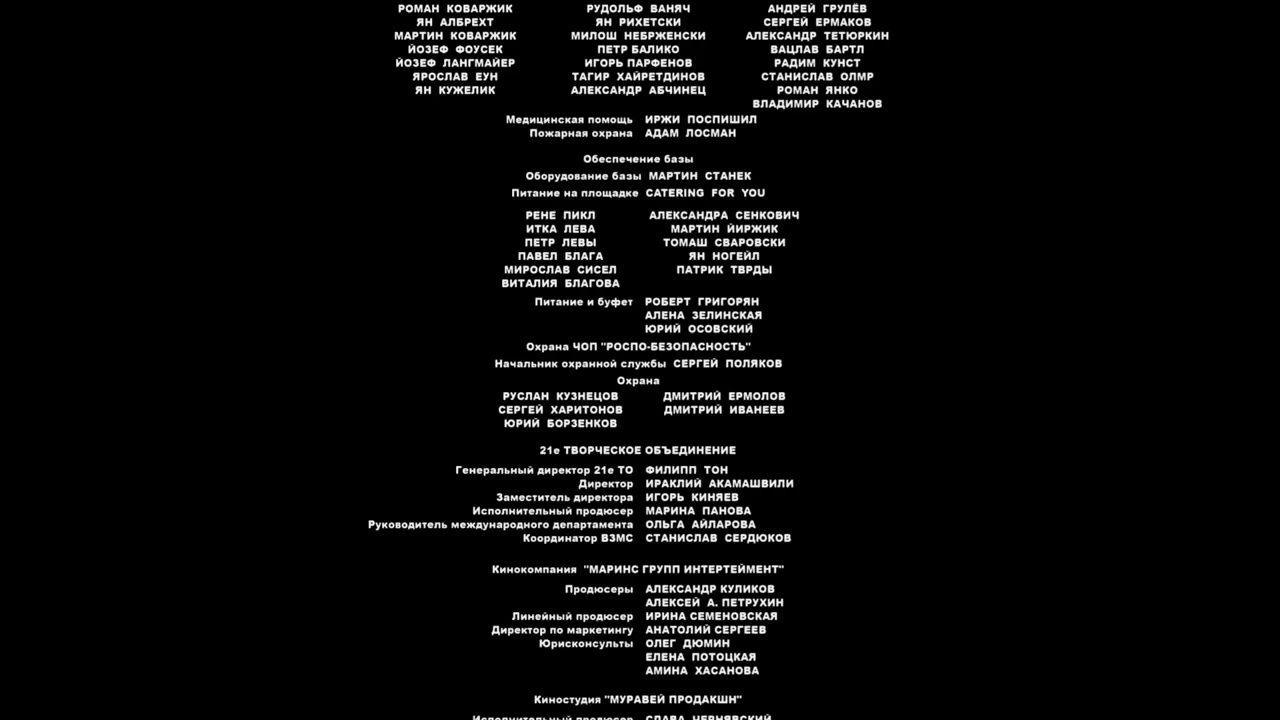 РОМАН КОВАРЖИК РУДОЛЬФ ВАНЯЧ АНДРЕЙ ГРУЛЁВ
ЯН АЛБРЕХТ ЯН РИХЕТСКИ СЕРГЕЙ ЕРМАКОВ
МАРТИН КОВАРЖИК МИЛОШ НЕБРЖЕНСКИ АЛЕКСАНДР ТЕТЮРКИН
ЙОЗЕФ ФОУСЕК ПЕТР БАЛИКО ВАЦЛАВ БАРТЛ
ЙОЗЕФ ЛАНГМАЙЕР ИГОРЬ ПАРФЕНОВ РАДИМ КУНСТ
ЯРОСЛАВ ЕУН ТАГИР ХАЙРЕТДИНОВ СТАНИСЛАВ ОЛМР
ЯН КУЖЕЛИК АЛЕКСАНДР АБЧИНЕЦ РОМАН ЯНКО
ВЛАДИМИР КАЧАНОВ
Медицинская помощь ИРЖИ ПОСПИШИЛ
Пожарная охрана АДАМ ЛОСМАН
Обеспечение базы
Оборудование базы МАРТИН СТАНЕК
Питание на площадке CATERING FOR YOU
РЕНЕ ПИКЛ АЛЕКСАНДРА СЕНКОВИЧ
ИТКА ЛЕВА МАРТИН ЙИРЖИК
ПЕТР ЛЕВЫ ТОМАШ СВАРОВСКИ
ПАВЕЛ БЛАГА ЯН НОГЕЙЛ
МИРОСЛАВ СИСЕЛ ПАТРИК ТВРДЫ
ВИТАЛИЯ БЛАГОВА
Питание и буфет РОБЕРТ ГРИГОРЯН
АЛЕНА ЗЕЛИНСКАЯ
ЮРИЙ ОСОВСКИЙ
Охрана ЧОП "РОСПО-БЕЗОПАСНОСТЬ"
Начальник охранной службы СЕРГЕЙ ПОЛЯКОВ
Охрана
РУСЛАН КУЗНЕЦОВ ДМИТРИЙ ЕРМОЛОВ
СЕРГЕЙ ХАРИТОНОВ ДМИТРИЙ ИВАНЕЕВ
ЮРИЙ БОРЗЕНКОВ
21е ТВОРЧЕСКОЕ ОБЪЕДИНЕНИЕ
Генеральный директор 21е ТО ФИЛИПП ТОН
Директор ИРАКЛИЙ АКАМАШВИЛИ
Заместитель директора ИГОРЬ КИНЯЕВ
Исполнительный продюсер МАРИНА ПАНОВА
Руководитель международного департамента ОЛЬГА АЙЛАРОВА
Координатор ВЗМС СТАНИСЛАВ СЕРДЮКОВ
Кинокомпания "МАРИНС ГРУПП ИНТЕРТЕЙМЕНТ"
Продюсеры АЛЕКСАНДР КУЛИКОВ
АЛЕКСЕЙ А. ПЕТРУХИН
Линейный продюсер ИРИНА СЕМЕНОВСКАЯ
Директор по маркетингу АНАТОЛИЙ СЕРГЕЕВ
Юрисконсульты ОЛЕГ ДЮМИН
ЕЛЕНА ПОТОЦКАЯ
АМИНА ХАСАНОВА
Киностудия "МУРАВЕЙ ПРОДАКШН"
Исполнительный продюсер СЛАВА ЧЕРНЯВСКИЙ